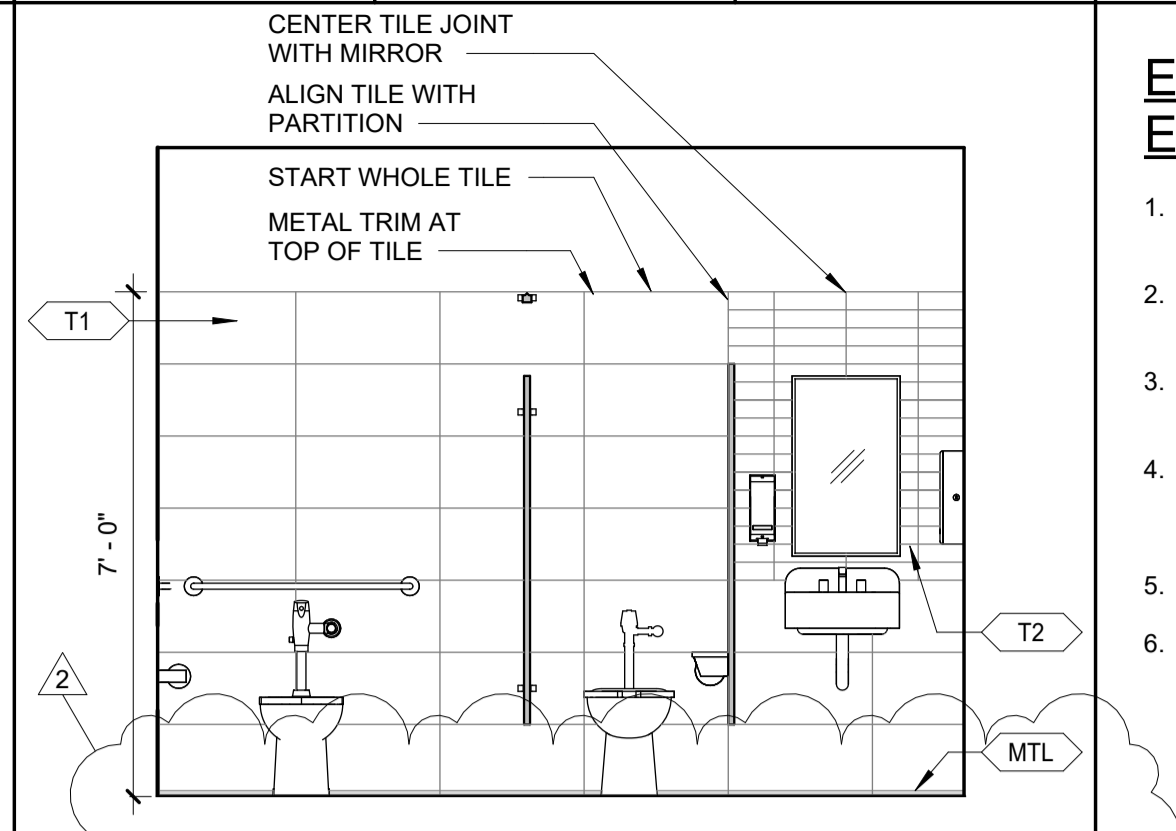 CENTER TILE JOINT
WITH MIRROR
ALIGN TILE WITH
PARTITION
START WHOLE TILE
METAL TRIM AT
TOP OF TILE
T1
7' - 0"
2
T2
MTL
E
E
1.
2.
3.
4.
5.
6.